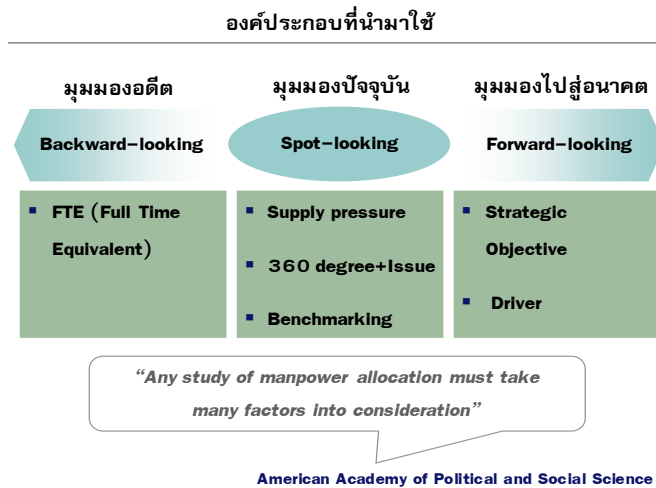 องค์ประกอบที่นำมาใช้
มุมมองอดีต
มุมมองปัจจุบัน
มุมมองไปสู่อนาคต
Backward-looking
Spot-looking
Forward-looking
▪ FTE (Full Time
Equivalent)
▪ Supply pressure
▪ 360 degree+Issue
▪ Benchmarking
▪ Strategic
Objective
▪ Driver
“Any study of manpower allocation must take
many factors into consideration”
American Academy of Political and Social Science